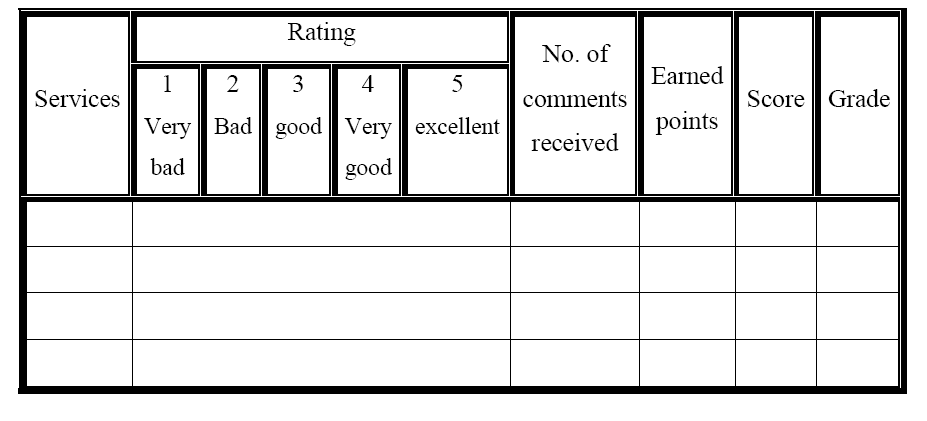 Services
Rating
1
Very
bad
2
Bad
3
good
4
Very
good
5
excellent
No. of
comments
received
Earned
points
Score
Grade